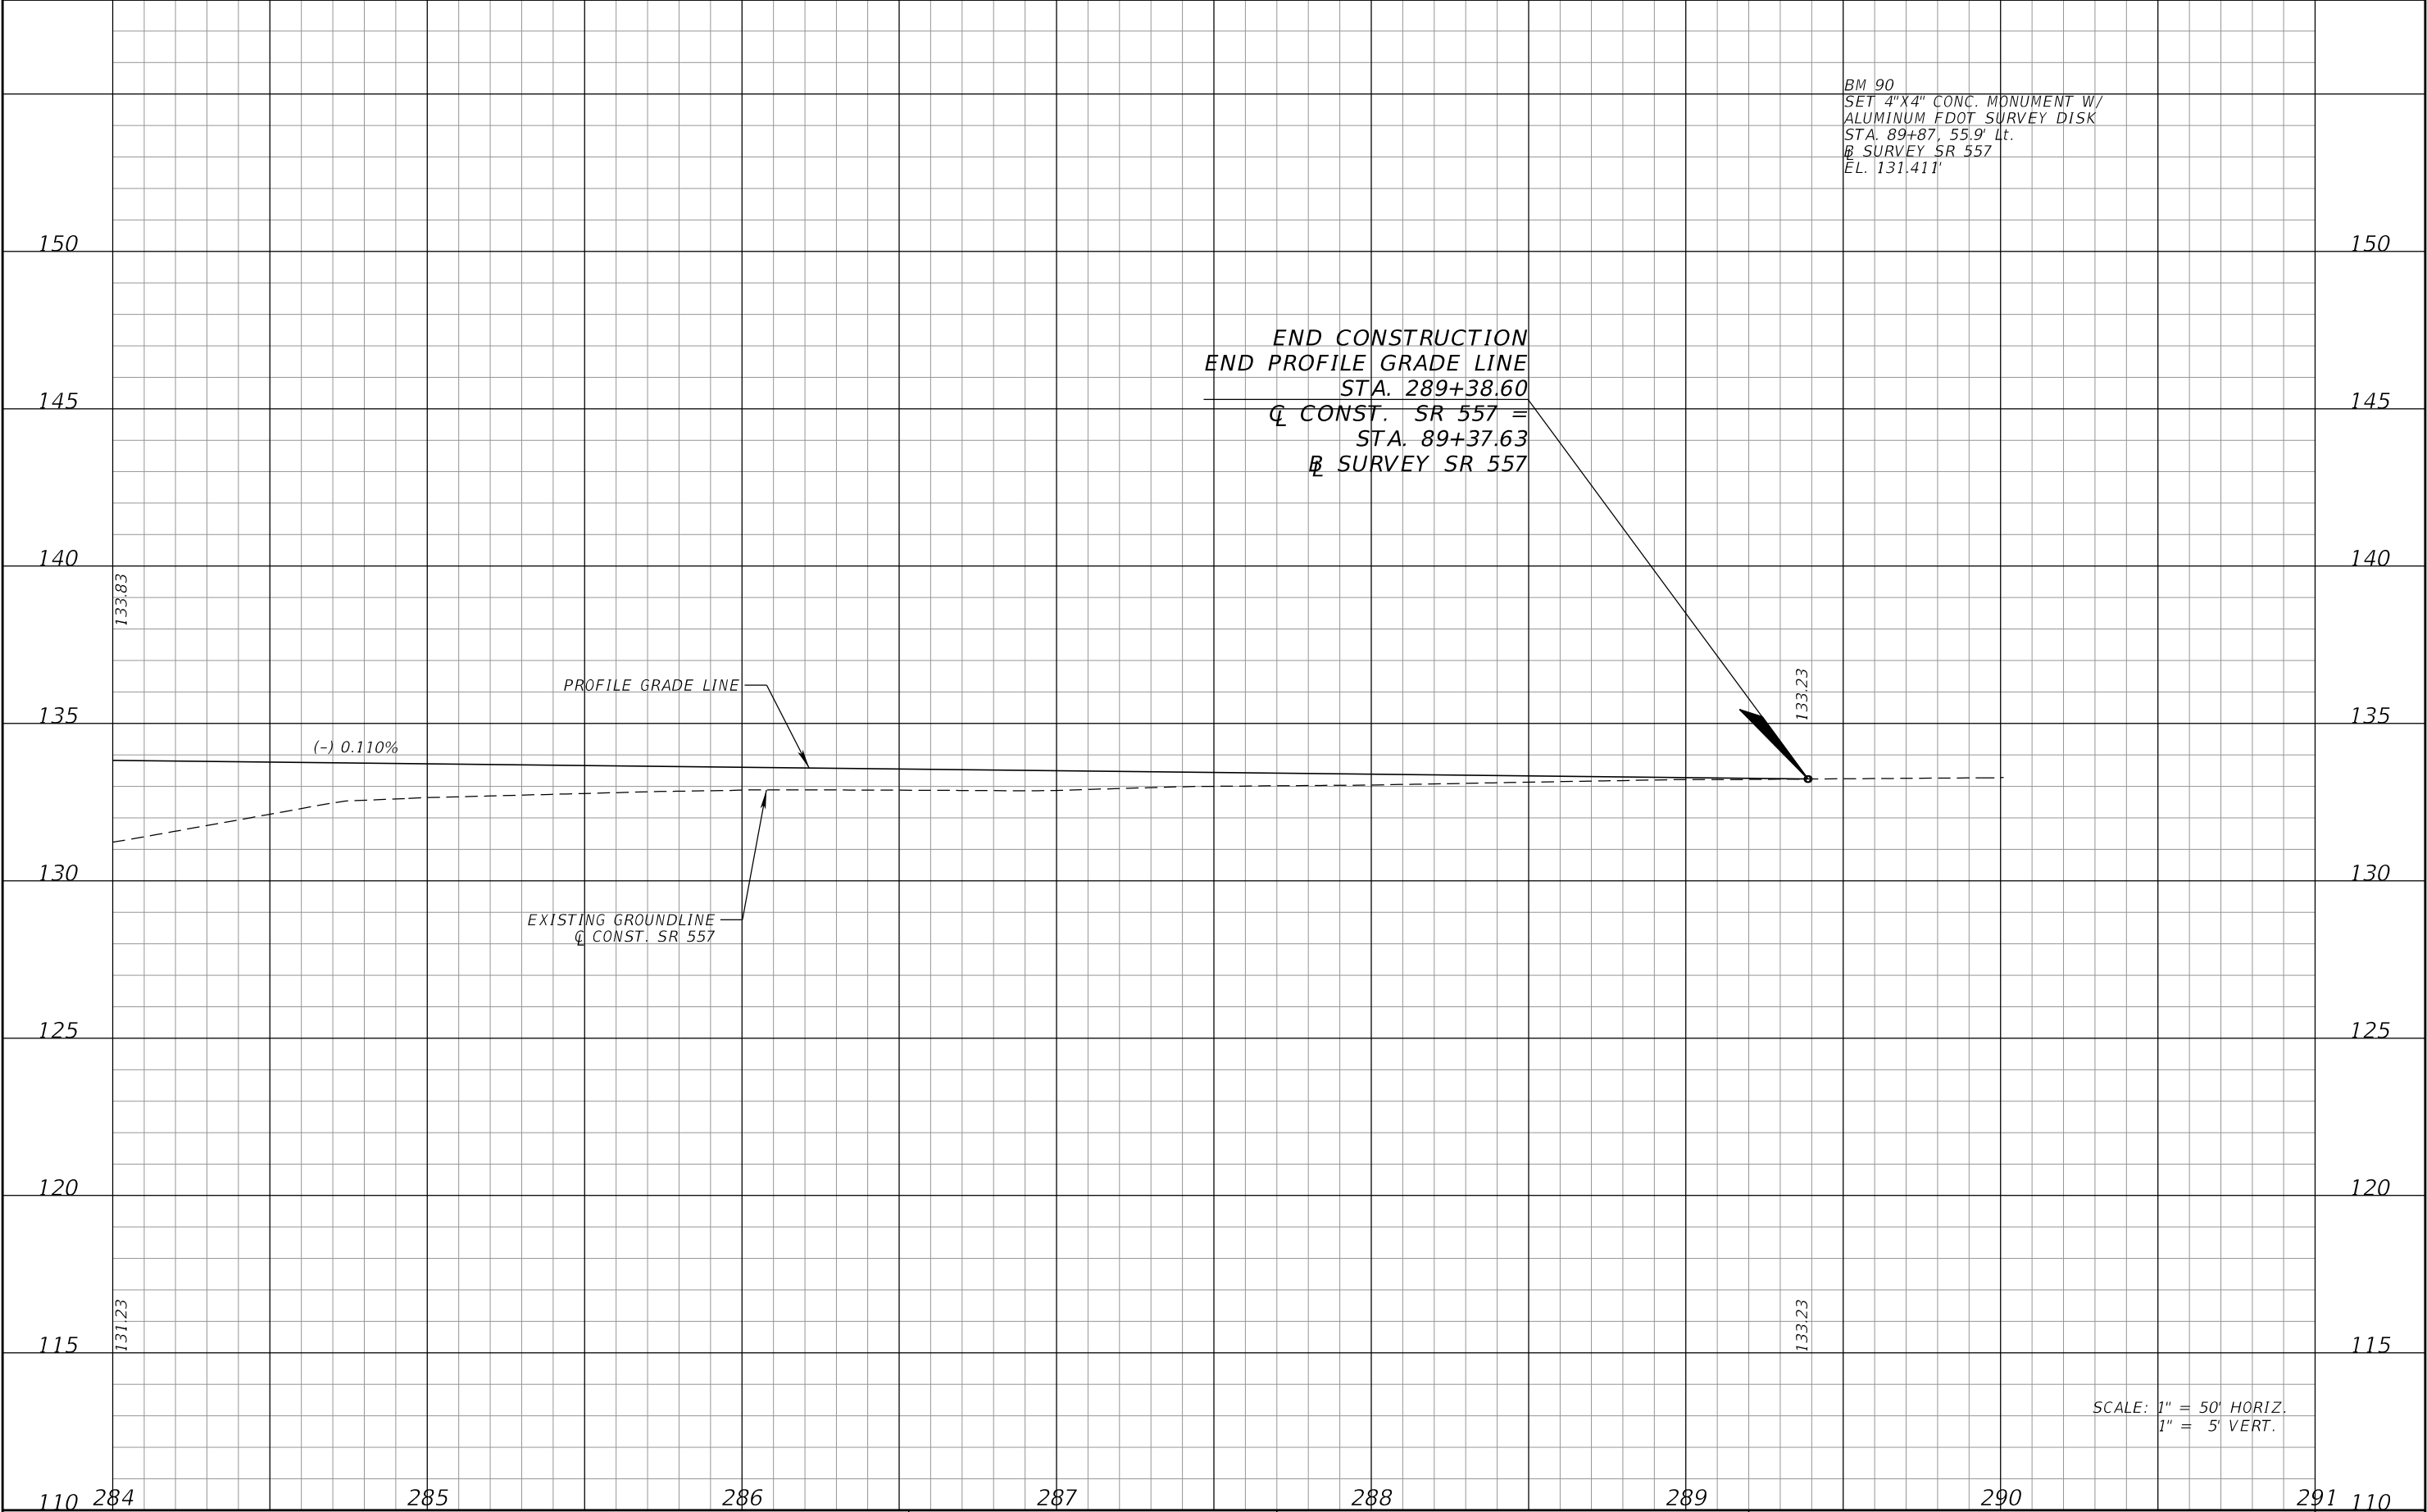 BM 90
SET 4"X4" CONC. MONUMENT W/
ALUMINUM FDOT SURVEY DISK
STA. 89+87, 55.9' Lt.
BL SURVEY SR 557
EL. 131.411'
150 150
END CONSTRUCTION
END PROFILE GRADE LINE
STA. 289+38.60
145 145
CL CONST. SR 557 =
STA. 89+37.63
BL SURVEY SR 557
140 140
133.83
133.23
PROFILE GRADE LINE
135 135
(-) 0.110%
130 130
EXISTING GROUNDLINE
CL CONST. SR 557
125 125
120 120
131.23 133.23
115 115
SCALE: 1" = 50' HORIZ.
1" = 5' VERT.
110 284 285 286 287 288 289 290 291 110